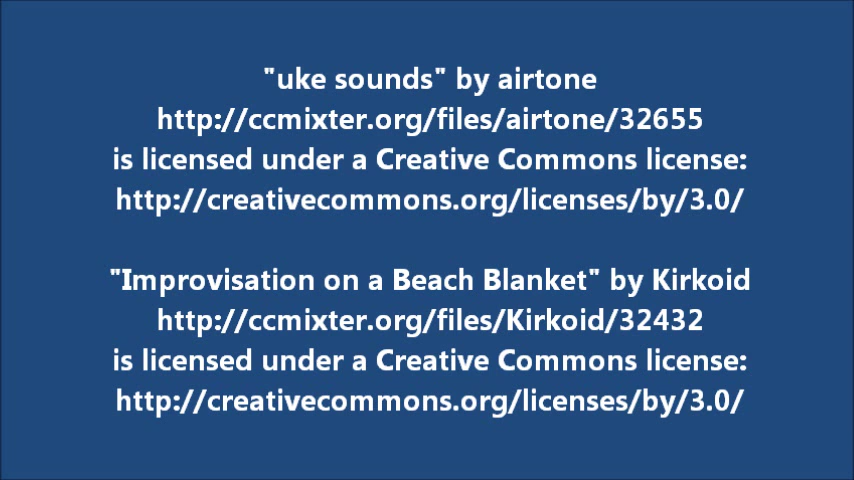 "uke sounds" by airtone
http://ccmixter.org/files/airtone/32655
is licensed under a Creative Commons license:
http://creativecommons.org/licenses/by/3.0/
"Improvisation on a Beach Blanket" by Kirkoid
http://ccmixter.org/files/Kirkoid/32432
is licensed under a Creative Commons license:
http://creativecommons.org/licenses/by/3.0/